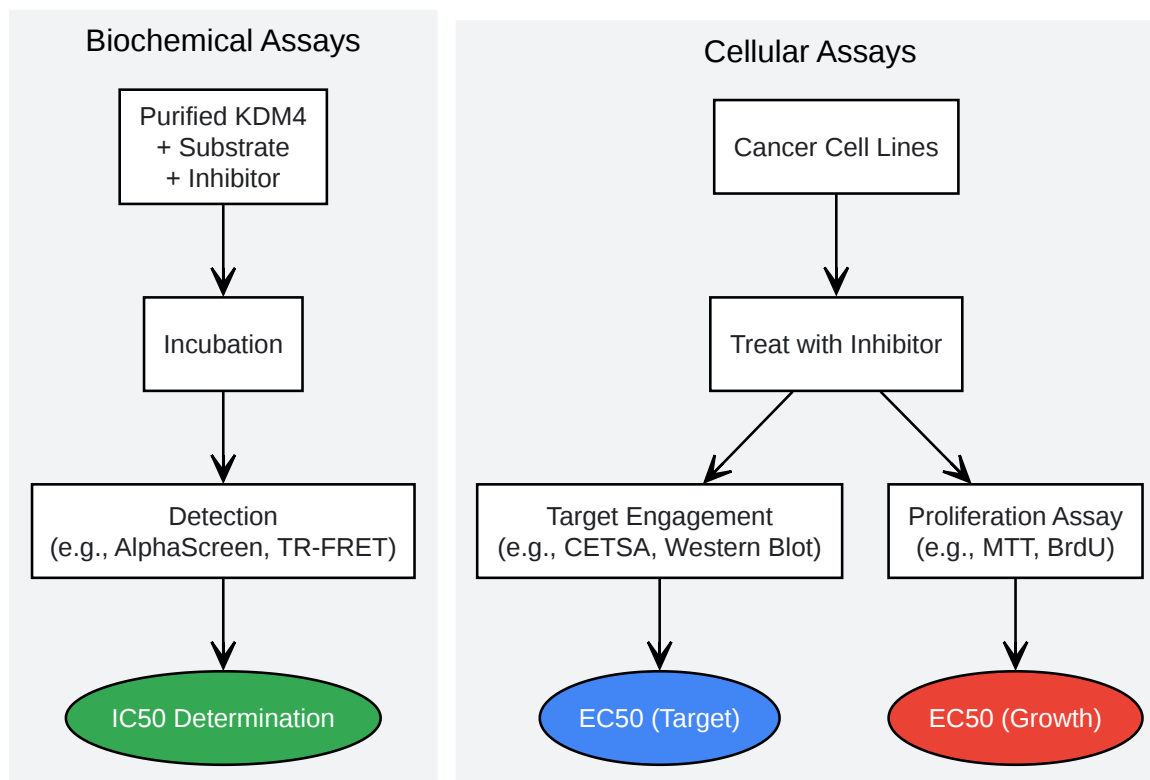 Biochemical Assays
Purified KDM4
+ Substrate
+ Inhibitor
Incubation
Detection
(e.g., AlphaScreen, TR-FRET)
IC50 Determination
Cellular Assays
Cancer Cell Lines
Treat with Inhibitor
Target Engagement
(e.g., CETSA, Western Blot)
EC50 (Target)
Proliferation Assay
(e.g., MTT, BrdU)
EC50 (Growth)